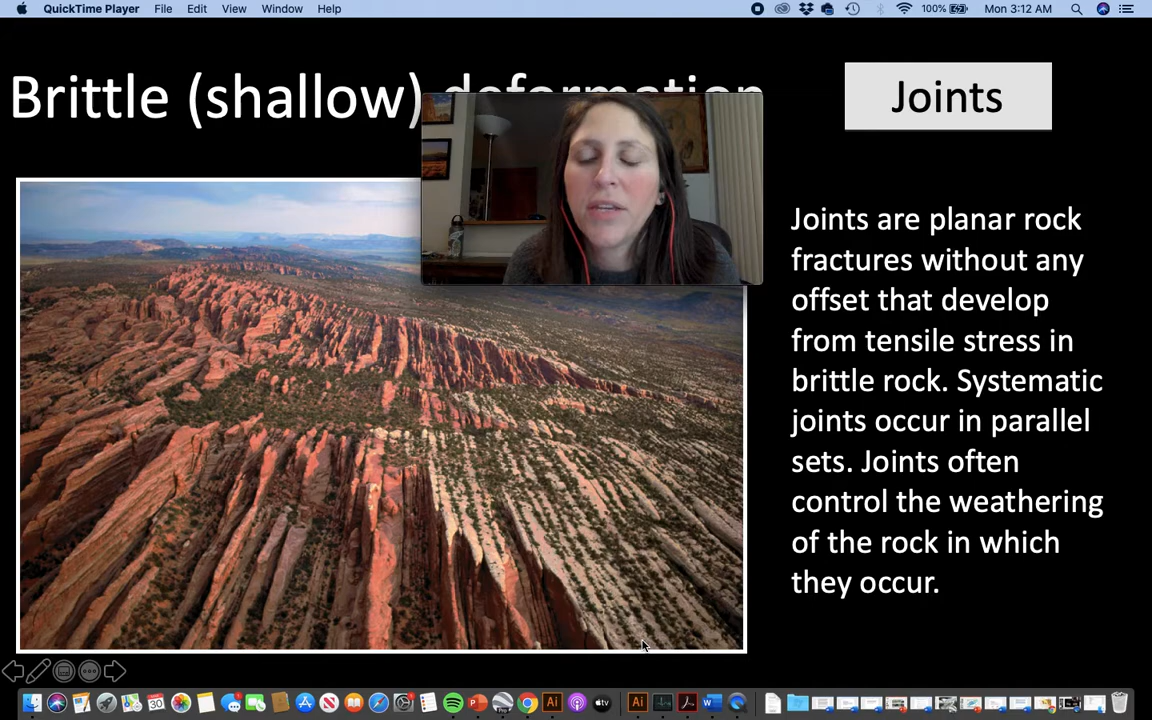 QuickTime Player File Edit View Window Help 100% Mon 3:12 AM
Brittle (shallow) deformation
Joints
Joints are planar rock
fractures without any
offset that develop
from tensile stress in
brittle rock. Systematic
joints occur in parallel
sets. Joints often
control the weathering
of the rock in which
they occur.